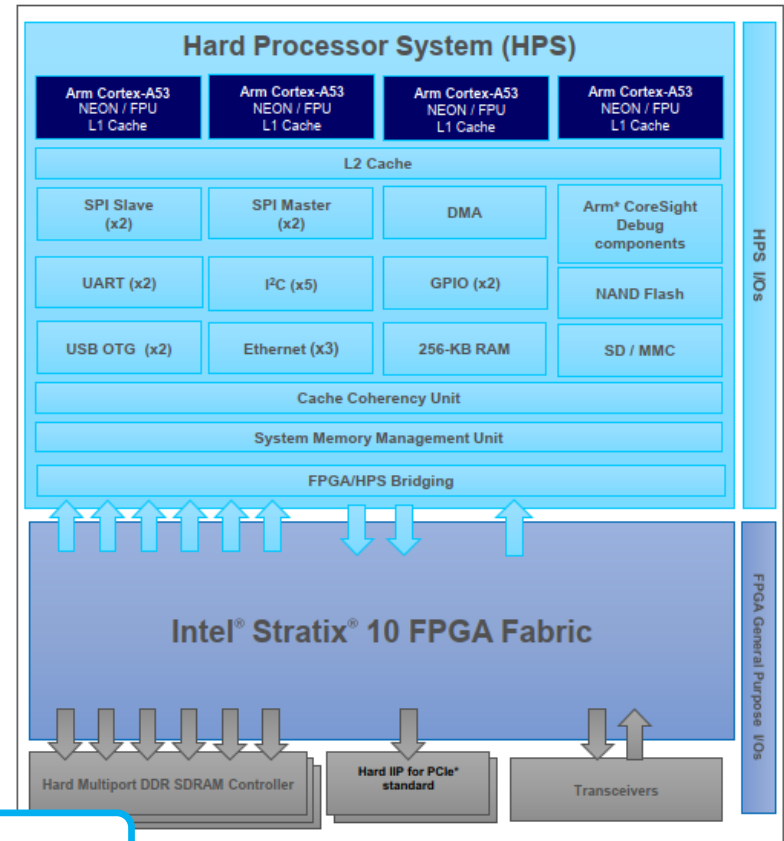 Hard Processor System (HPS)
Arm Cortex-A53
NEON / FPU
L1 Cache
Arm Cortex-A53
NEON / FPU
L1 Cache
Arm Cortex-A53
NEON / FPU
L1 Cache
Arm Cortex-A53
NEON / FPU
L1 Cache
L2 Cache
SPI Slave
(x2)
SPI Master
(x2)
DMA
Arm* CoreSight
Debug
components
UART (x2)
I²C (x5)
GPIO (x2)
NAND Flash
USB OTG (x2)
Ethernet (x3)
256-KB RAM
SD / MMC
Cache Coherency Unit
System Memory Management Unit
FPGA/HPS Bridging
HPS I/Os
Intel® Stratix® 10 FPGA Fabric
FPGA General Purpose I/Os
Hard Multiport DDR SDRAM Controller
Hard IIP for PCIe*
standard
Transceivers